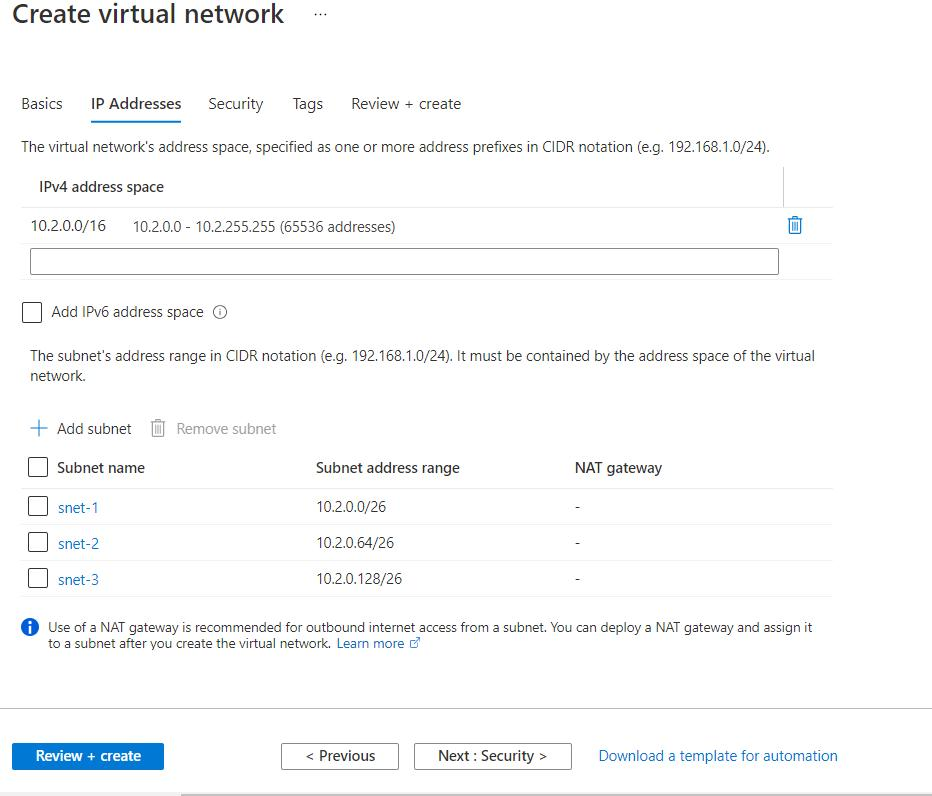 Create virtual network ...
Basics IP Addresses Security Tags Review + create
The virtual network's address space, specified as one or more address prefixes in CIDR notation (e.g. 192.168.1.0/24).
IPv4 address space
10.2.0.0/16 10.2.0.0 - 10.2.255.255 (65536 addresses)
Add IPv6 address space
The subnet's address range in CIDR notation (e.g. 192.168.1.0/24). It must be contained by the address space of the virtual
network.
+ Add subnet Remove subnet
Subnet name Subnet address range NAT gateway
snet-1 10.2.0.0/26 -
snet-2 10.2.0.64/26 -
snet-3 10.2.0.128/26 -
Use of a NAT gateway is recommended for outbound internet access from a subnet. You can deploy a NAT gateway and assign it
to a subnet after you create the virtual network. Learn more
Review + create < Previous Next : Security > Download a template for automation